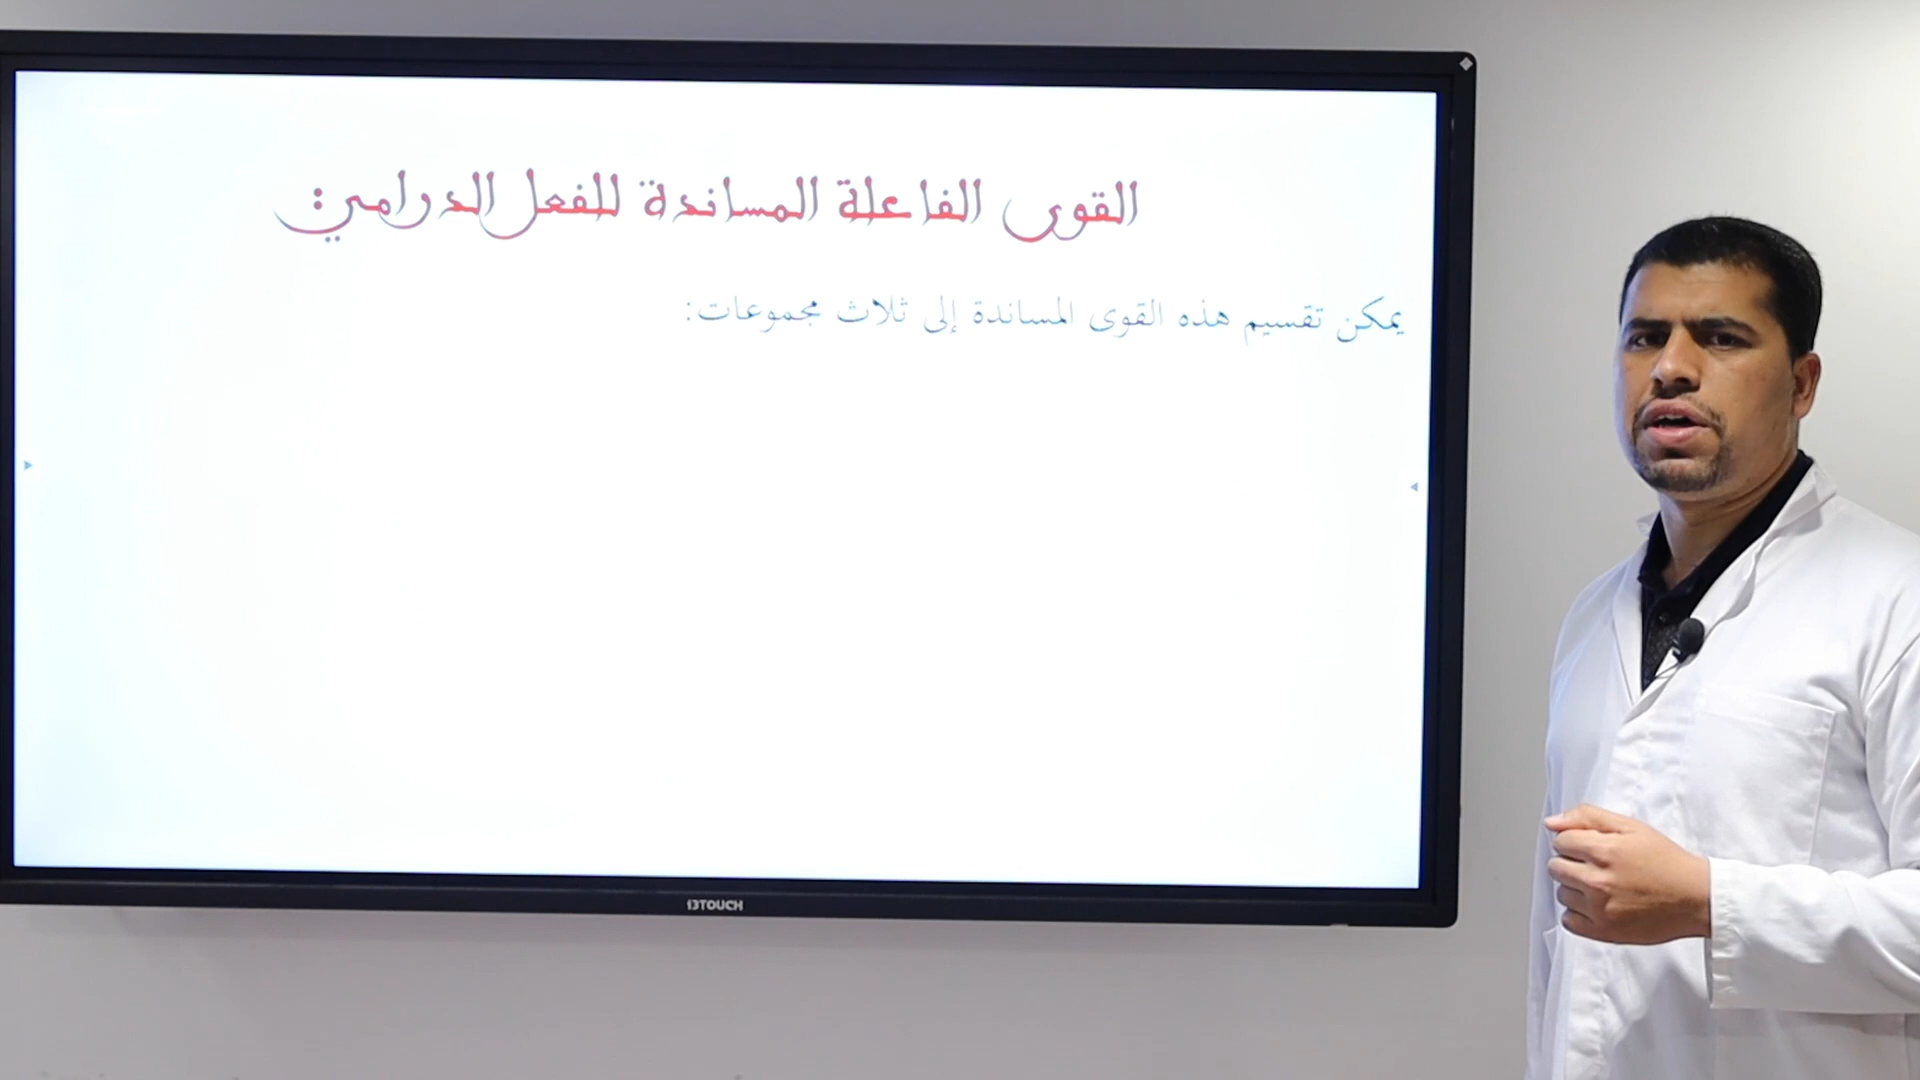 القوى الفاعلة المساندة للفعل الدرامي:
يمكن تقسيم هذه القوى المساندة إلى ثلاث مجموعات:
i3TOUCH